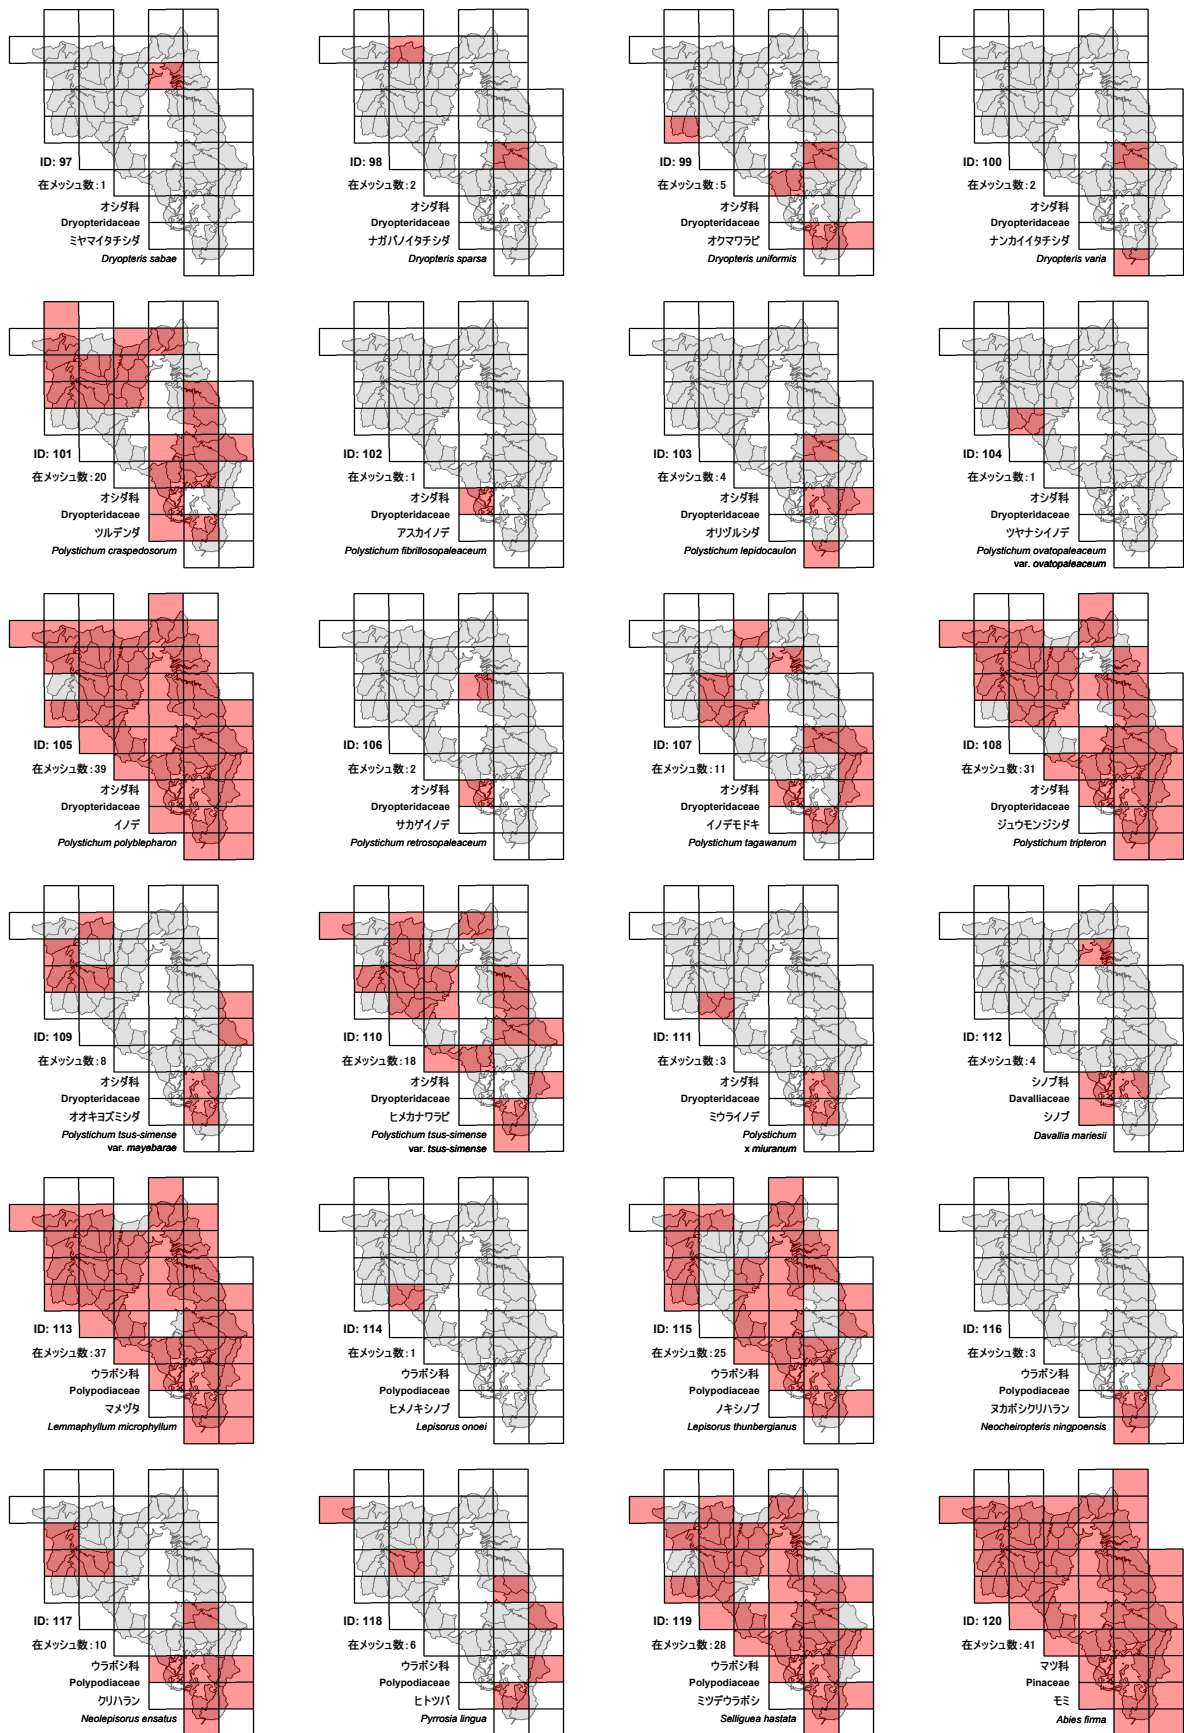 ID: 97
在メッシュ数:1
オシダ科
Dryopteridaceae
ミヤマイタチシダ
Dryopteris sabae
ID: 98
在メッシュ数:2
オシダ科
Dryopteridaceae
ナガバノイタチシダ
Dryopteris sparsa
ID: 99
在メッシュ数:5
オシダ科
Dryopteridaceae
オクマワラビ
Dryopteris uniformis
ID: 100
在メッシュ数:2
オシダ科
Dryopteridaceae
ナンカイイタチシダ
Dryopteris varia
ID: 101
在メッシュ数:20
オシダ科
Dryopteridaceae
ツルデンダ
Polystichum craspedosorum
ID: 102
在メッシュ数:1
オシダ科
Dryopteridaceae
アスカイノデ
Polystichum fibrillosopaleaceum
ID: 103
在メッシュ数:4
オシダ科
Dryopteridaceae
オリヅルシダ
Polystichum lepidocaulon
ID: 104
在メッシュ数:1
オシダ科
Dryopteridaceae
ツヤナシイノデ
Polystichum ovatopaleaceum
var. ovatopaleaceum
ID: 105
在メッシュ数:39
オシダ科
Dryopteridaceae
イノデ
Polystichum polyblepharon
ID: 106
在メッシュ数:2
オシダ科
Dryopteridaceae
サカゲイノデ
Polystichum retrosopaleaceum
ID: 107
在メッシュ数:11
オシダ科
Dryopteridaceae
イノデモドキ
Polystichum tagawanum
ID: 108
在メッシュ数:31
オシダ科
Dryopteridaceae
ジュウモンジシダ
Polystichum tripteron
ID: 109
在メッシュ数:8
オシダ科
Dryopteridaceae
オオキヨズミシダ
Polystichum tsus-simense
var. mayebarae
ID: 110
在メッシュ数:18
オシダ科
Dryopteridaceae
ヒメカナワラビ
Polystichum tsus-simense
var. tsus-simense
ID: 111
在メッシュ数:3
オシダ科
Dryopteridaceae
ミウライノデ
Polystichum
x miuranum
ID: 112
在メッシュ数:4
シノブ科
Davalliaceae
シノブ
Davallia mariesii
ID: 113
在メッシュ数:37
ウラボシ科
Polypodiaceae
マメヅタ
Lemmaphyllum microphyllum
ID: 114
在メッシュ数:1
ウラボシ科
Polypodiaceae
ヒメノキシノブ
Lepisorus onoei
ID: 115
在メッシュ数:25
ウラボシ科
Polypodiaceae
ノキシノブ
Lepisorus thunbergianus
ID: 116
在メッシュ数:3
ウラボシ科
Polypodiaceae
ヌカボシクリハラン
Neocheiropteris ningpoensis
ID: 117
在メッシュ数:10
ウラボシ科
Polypodiaceae
クリハラン
Neolepisorus ensatus
ID: 118
在メッシュ数:6
ウラボシ科
Polypodiaceae
ヒトツバ
Pyrrosia lingua
ID: 119
在メッシュ数:28
ウラボシ科
Polypodiaceae
ミツデウラボシ
Selliguea hastata
ID: 120
在メッシュ数:41
マツ科
Pinaceae
モミ
Abies firma